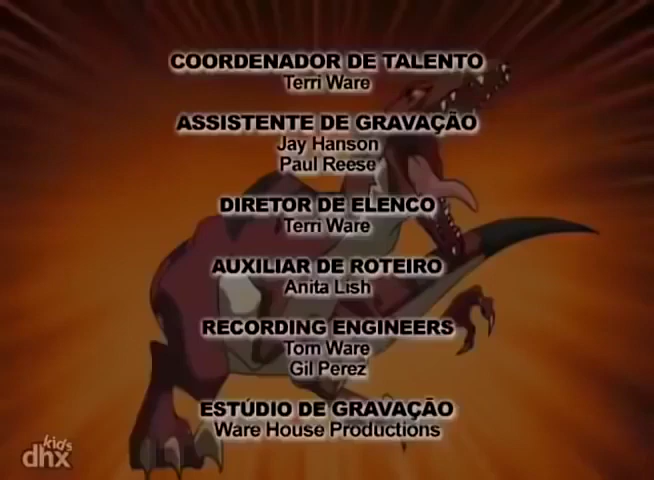 COORDENADOR DE TALENTO
Terri Ware
ASSISTENTE DE GRAVAÇÃO
Jay Hanson
Paul Reese
DIRETOR DE ELENCO
Terri Ware
AUXILIAR DE ROTEIRO
Anita Lish
RECORDING ENGINEERS
Tom Ware
Gil Perez
ESTÚDIO DE GRAVAÇÃO
Ware House Productions
kid's
dhx